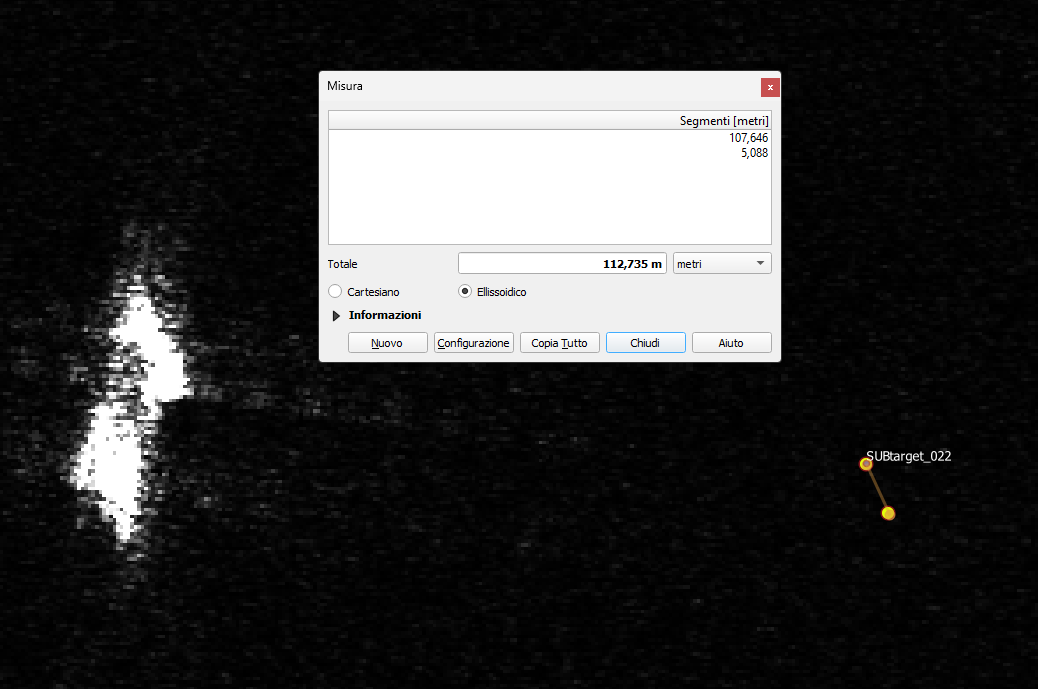 Misura
x
Segmenti [metri]
107,646
5,088
Totale
112,735 m
metri
Cartesiano
Ellissoidico
Informazioni
Nuovo
Configurazione
Copia Tutto
Chiudi
Aiuto
SUBtarget_022